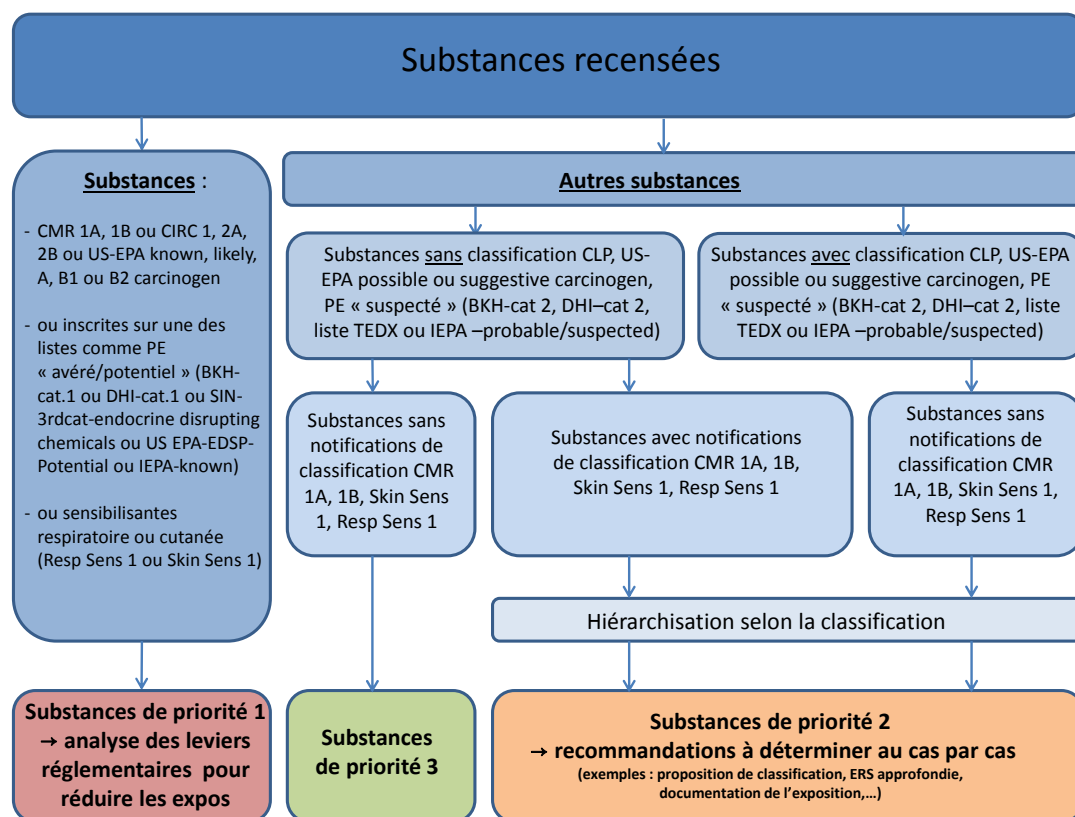 Substances recensées
Substances :
- CMR 1A, 1B ou CIRC 1, 2A,
2B ou US-EPA known, likely,
A, B1 ou B2 carcinogen
- ou inscrites sur une des
listes comme PE
« avéré/potentiel » (BKH-
cat.1 ou DHI-cat.1 ou SIN-
3rdcat-endocrine disrupting
chemicals ou US EPA-EDSP-
Potential ou IEPA-known)
- ou sensibilisantes
respiratoire ou cutanée
(Resp Sens 1 ou Skin Sens 1)
Autres substances
Substances sans classification CLP, US-
EPA possible ou suggestive carcinogen,
PE « suspecté » (BKH-cat 2, DHI–cat 2,
liste TEDX ou IEPA –probable/suspected)
Substances avec classification CLP, US-EPA
possible ou suggestive carcinogen, PE
« suspecté » (BKH-cat 2, DHI–cat 2, liste
TEDX ou IEPA –probable/suspected)
Substances sans
notifications de
classification CMR
1A, 1B, Skin Sens
1, Resp Sens 1
Substances avec notifications
de classification CMR 1A, 1B,
Skin Sens 1, Resp Sens 1
Substances sans
notifications de
classification CMR
1A, 1B, Skin Sens 1,
Resp Sens 1
Hiérarchisation selon la classification
Substances de priorité 1
→ analyse des leviers
réglementaires pour
réduire les expos
Substances
de priorité 3
Substances de priorité 2
→ recommandations à déterminer au cas par cas
(exemples : proposition de classification, ERS approfondie,
documentation de l'exposition,…)